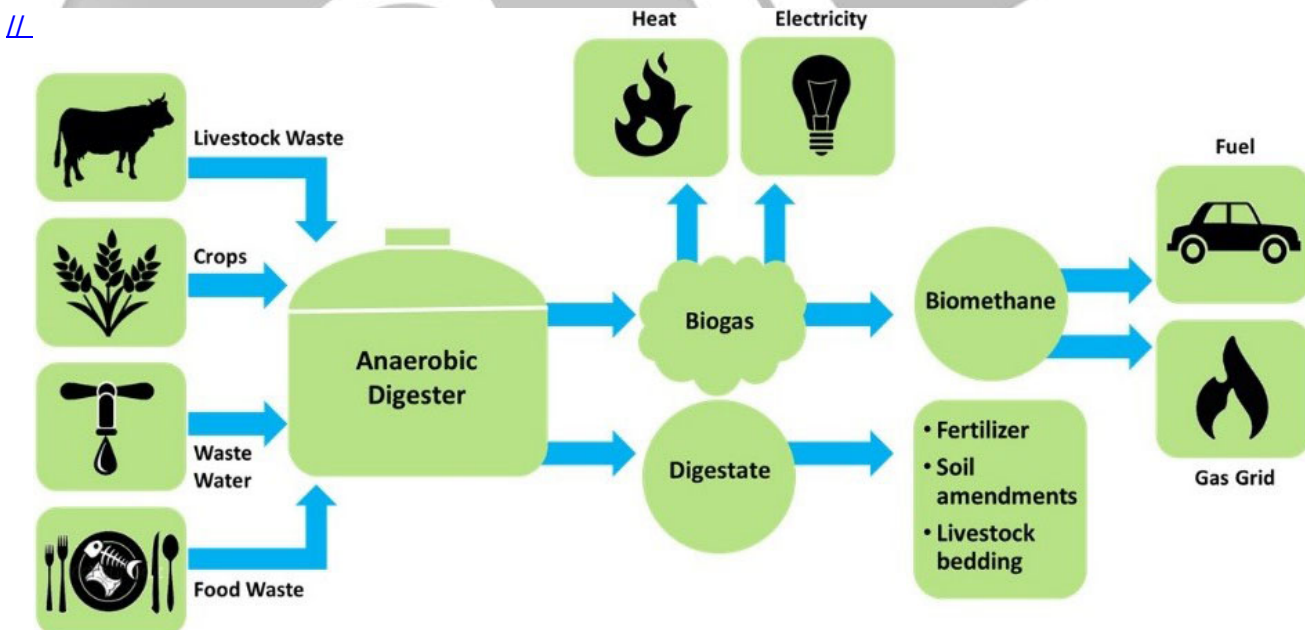 //
Heat
Electricity
Livestock Waste
Crops
Waste
Water
Food Waste
Anaerobic
Digester
Biogas
Digestate
Biomethane
• Fertilizer
• Soil
amendments
• Livestock
bedding
Fuel
Gas Grid